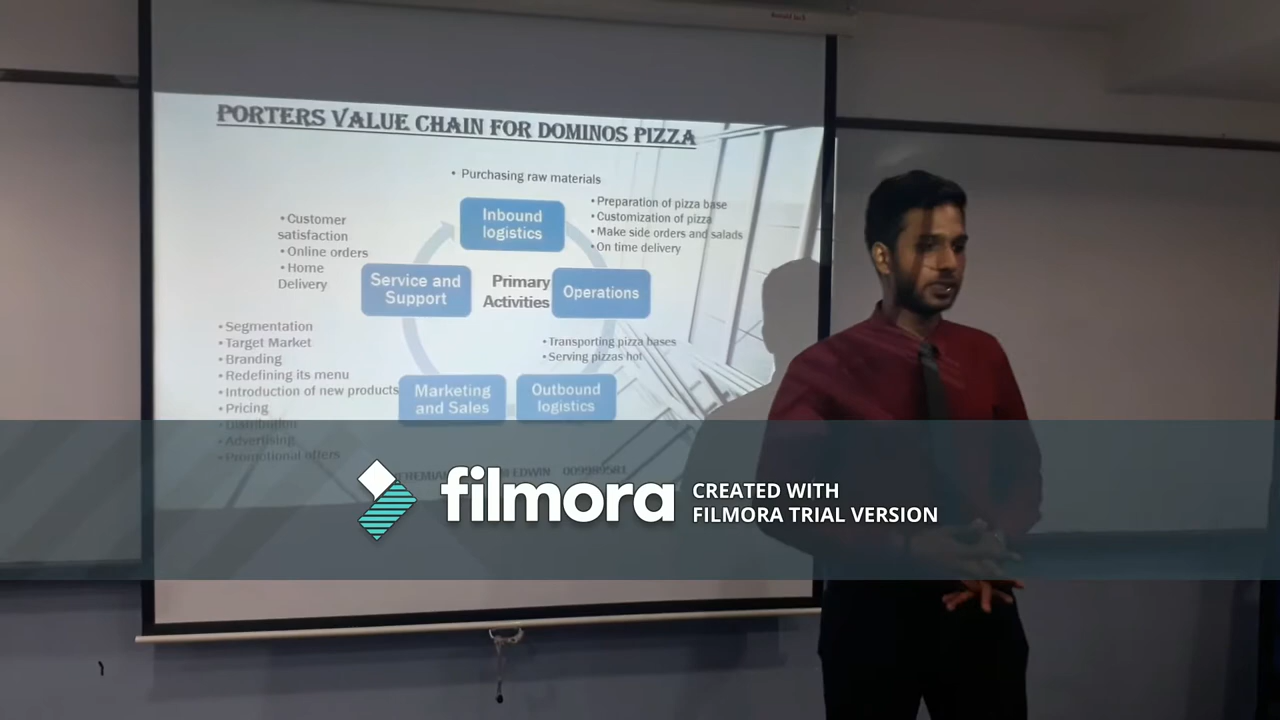 PORTERS VALUE CHAIN FOR DOMINOS PIZZA
• Purchasing raw materials
Inbound
logistics
• Preparation of pizza base
• Customization of pizza
• Make side orders and salads
• On time delivery
• Customer
satisfaction
• Online orders
• Home
Delivery
Service and
Support
Primary
Activities
Operations
• Segmentation
• Target Market
• Branding
• Redefining its menu
• Introduction of new products
• Pricing
• Distribution
• Advertising
• Promotional offers
• Transporting pizza bases
• Serving pizzas hot
Marketing
and Sales
Outbound
logistics
EDWIN
filmora
CREATED WITH
FILMORA TRIAL VERSION